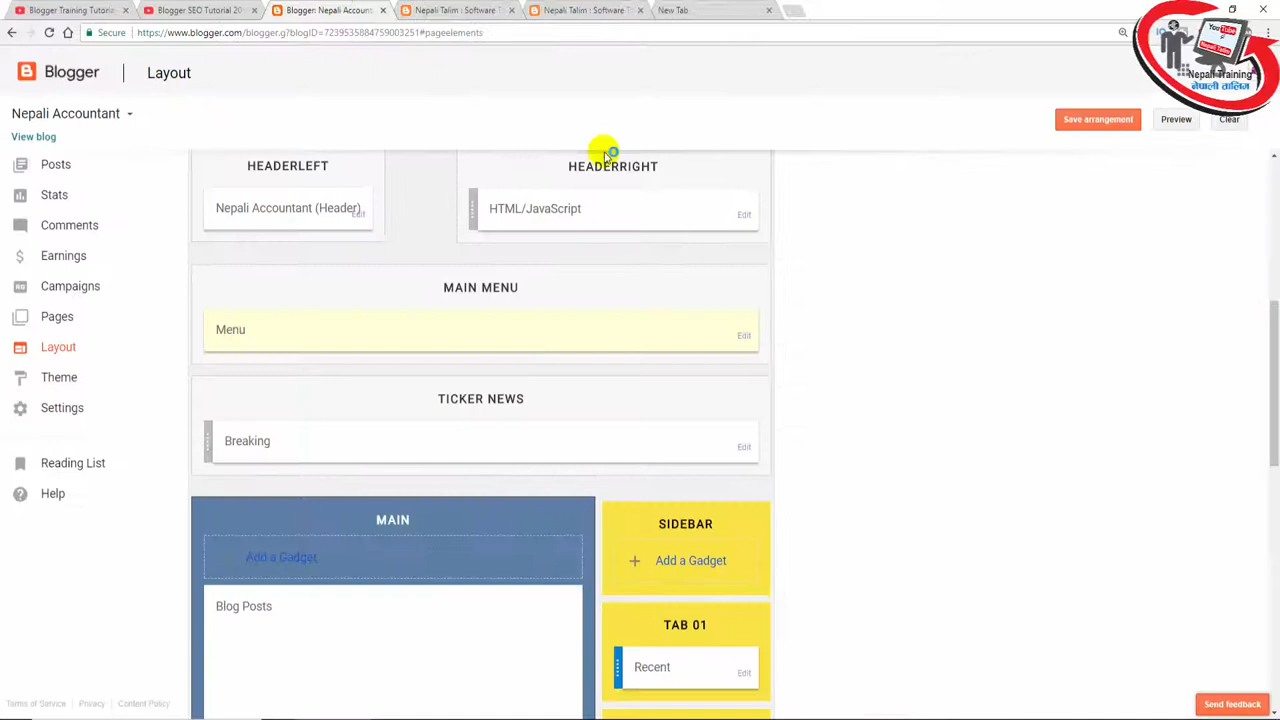 Blogger Training Tutoria
Blogger SEO Tutorial 20
Blogger: Nepali Account
Nepali Talim : Software T
Nepali Talim : Software T
New Tab
Secure
https://www.blogger.com/blogger.g?blogID=7239535884759003251#pageelements
Blogger
Layout
YouTube
Nepali Talim
Nepali Training
नेपाली तालिम
Nepali Accountant
Save arrangement
Preview
Clear
View blog
Posts
Stats
Comments
Earnings
Campaigns
Pages
Layout
Theme
Settings
Reading List
Help
HEADERLEFT
Nepali Accountant (Header)
Edit
HEADERRIGHT
HTML/JavaScript
Edit
MAIN MENU
Menu
Edit
TICKER NEWS
Breaking
Edit
MAIN
Add a Gadget
Blog Posts
SIDEBAR
Add a Gadget
TAB 01
Recent
Edit
Terms of Service
Privacy
Content Policy
Send feedback